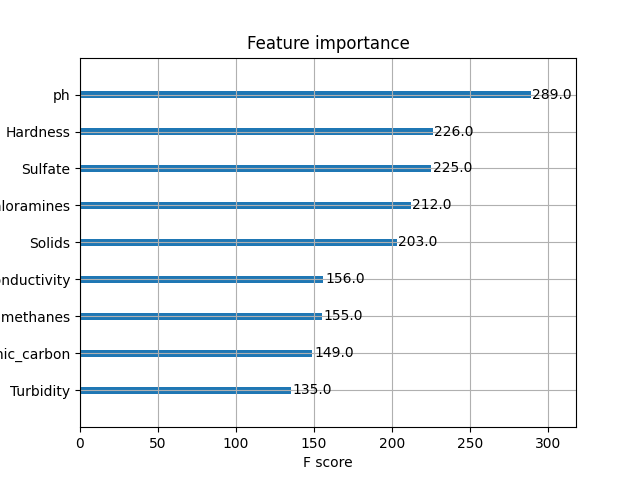 Feature importance
ph
289.0
Hardness
226.0
Sulfate
225.0
loramines
212.0
Solids
203.0
onductivity
156.0
methanes
155.0
nic_carbon
149.0
Turbidity
135.0
0 50 100 150 200 250 300
F score